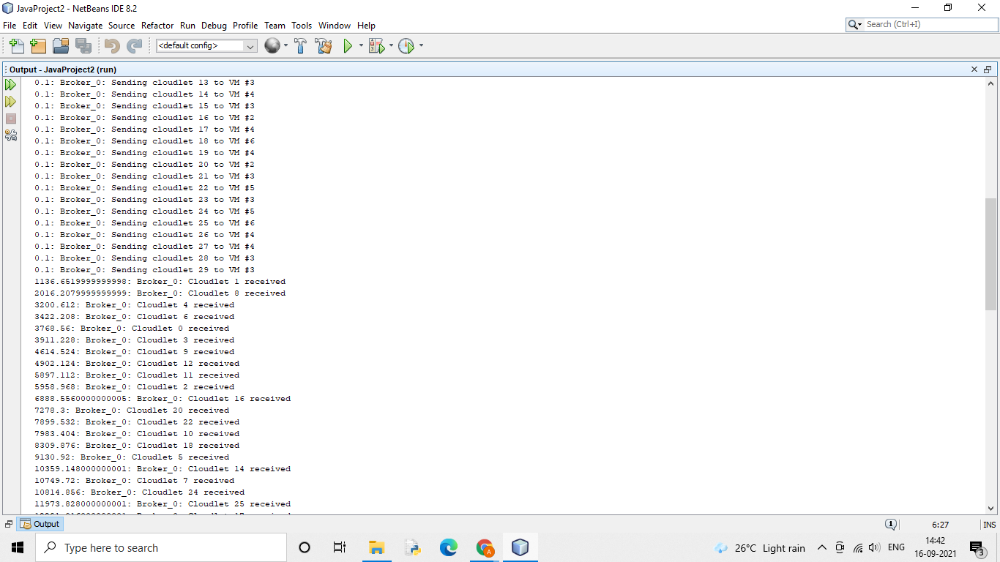 JavaProject2 - NetBeans IDE 8.2
File Edit View Navigate Source Refactor Run Debug Profile Team Tools Window Help
Search (Ctrl+I)
<default config>
Output - JavaProject2 (run)
0.1: Broker_0: Sending cloudlet 13 to VM #3
0.1: Broker_0: Sending cloudlet 14 to VM #4
0.1: Broker_0: Sending cloudlet 15 to VM #3
0.1: Broker_0: Sending cloudlet 16 to VM #2
0.1: Broker_0: Sending cloudlet 17 to VM #4
0.1: Broker_0: Sending cloudlet 18 to VM #6
0.1: Broker_0: Sending cloudlet 19 to VM #4
0.1: Broker_0: Sending cloudlet 20 to VM #2
0.1: Broker_0: Sending cloudlet 21 to VM #3
0.1: Broker_0: Sending cloudlet 22 to VM #5
0.1: Broker_0: Sending cloudlet 23 to VM #3
0.1: Broker_0: Sending cloudlet 24 to VM #5
0.1: Broker_0: Sending cloudlet 25 to VM #6
0.1: Broker_0: Sending cloudlet 26 to VM #4
0.1: Broker_0: Sending cloudlet 27 to VM #4
0.1: Broker_0: Sending cloudlet 28 to VM #3
0.1: Broker_0: Sending cloudlet 29 to VM #3
1136.6519999999998: Broker_0: Cloudlet 1 received
2016.2079999999999: Broker_0: Cloudlet 8 received
3200.612: Broker_0: Cloudlet 4 received
3422.208: Broker_0: Cloudlet 6 received
3768.56: Broker_0: Cloudlet 0 received
3911.228: Broker_0: Cloudlet 3 received
4614.524: Broker_0: Cloudlet 9 received
4902.124: Broker_0: Cloudlet 12 received
5897.112: Broker_0: Cloudlet 11 received
5958.968: Broker_0: Cloudlet 2 received
6888.5560000000005: Broker_0: Cloudlet 16 received
7278.3: Broker_0: Cloudlet 20 received
7899.532: Broker_0: Cloudlet 22 received
7983.404: Broker_0: Cloudlet 10 received
8309.876: Broker_0: Cloudlet 18 received
9130.92: Broker_0: Cloudlet 5 received
10359.148000000001: Broker_0: Cloudlet 14 received
10749.72: Broker_0: Cloudlet 7 received
10814.856: Broker_0: Cloudlet 24 received
11973.828000000001: Broker_0: Cloudlet 25 received
Output
1
6:27
INS
Type here to search
26°C Light rain
ENG
14:42
16-09-2021
3